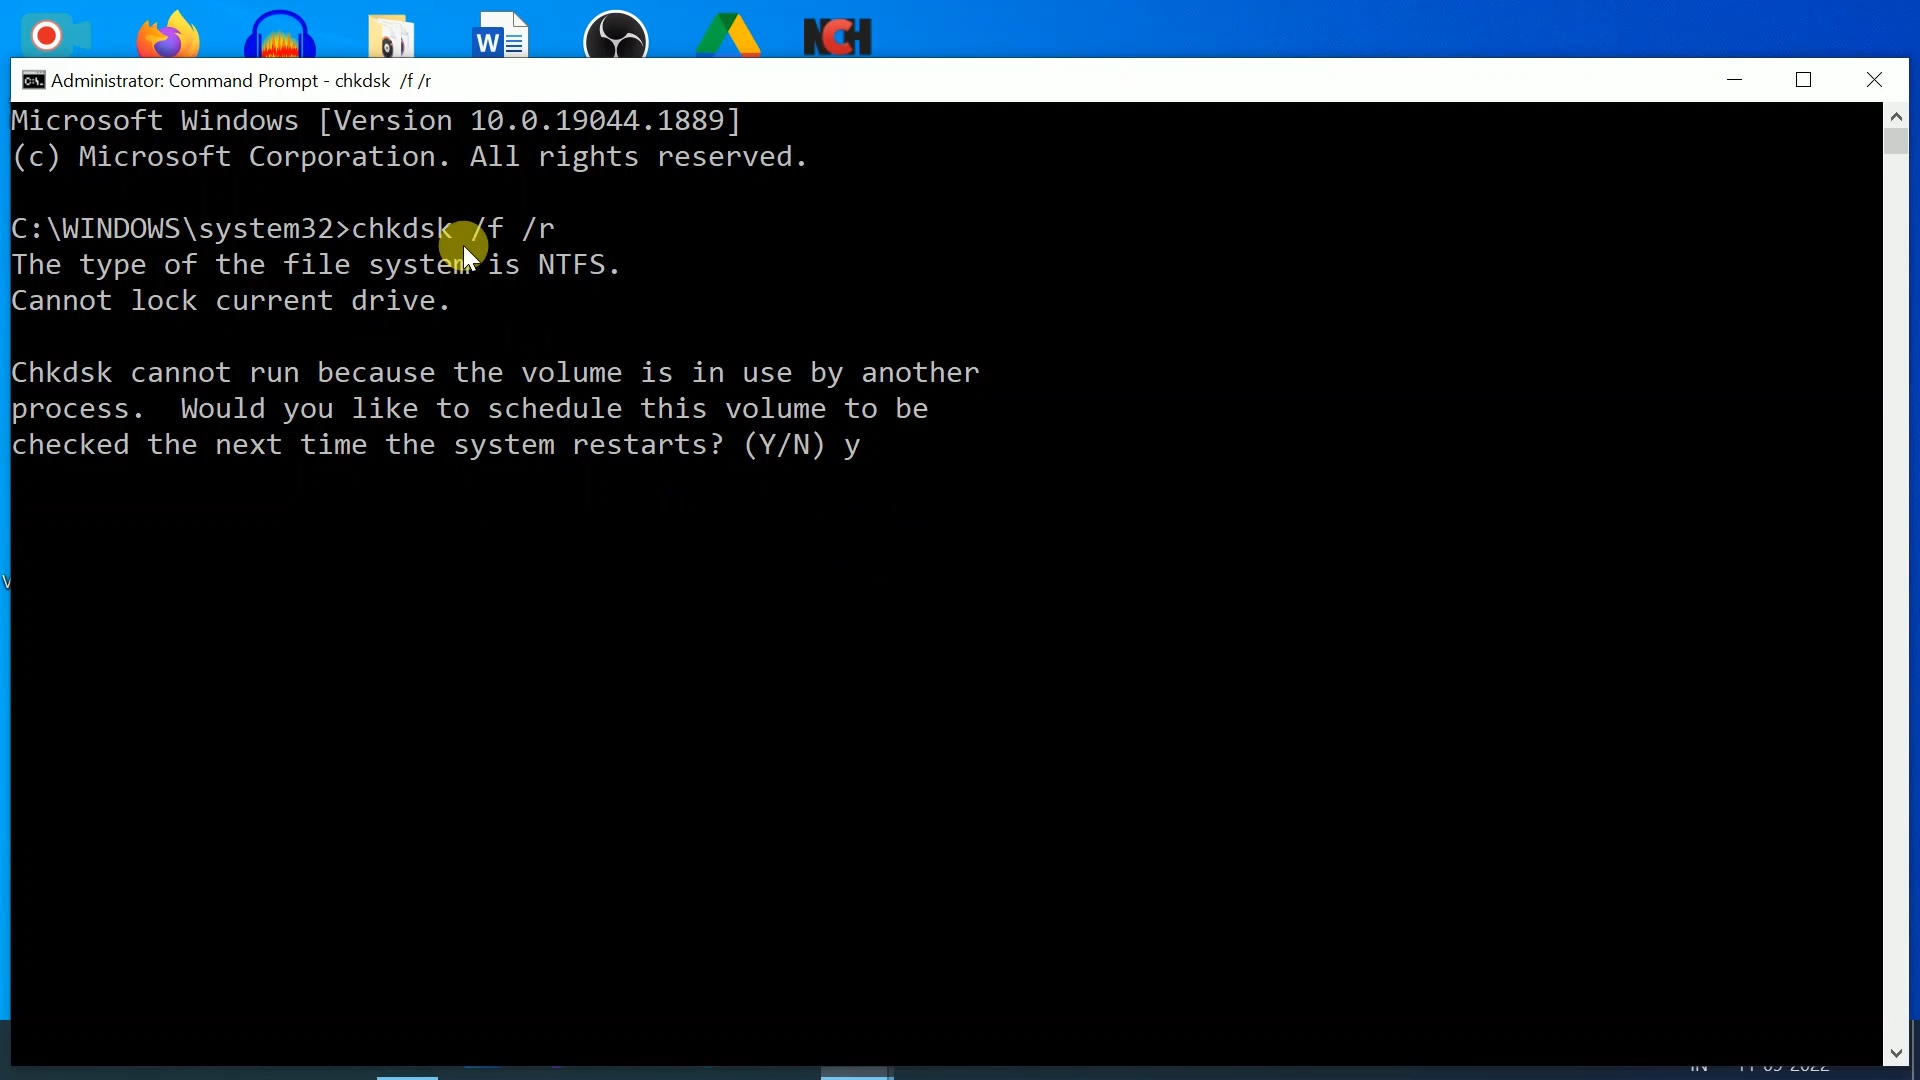 W
NCH
Administrator: Command Prompt - chkdsk /f /r
Microsoft Windows [Version 10.0.19044.1889]
(c) Microsoft Corporation. All rights reserved.
C:\WINDOWS\system32>chkdsk /f /r
The type of the file system is NTFS.
Cannot lock current drive.
Chkdsk cannot run because the volume is in use by another
process.  Would you like to schedule this volume to be
checked the next time the system restarts? (Y/N) y